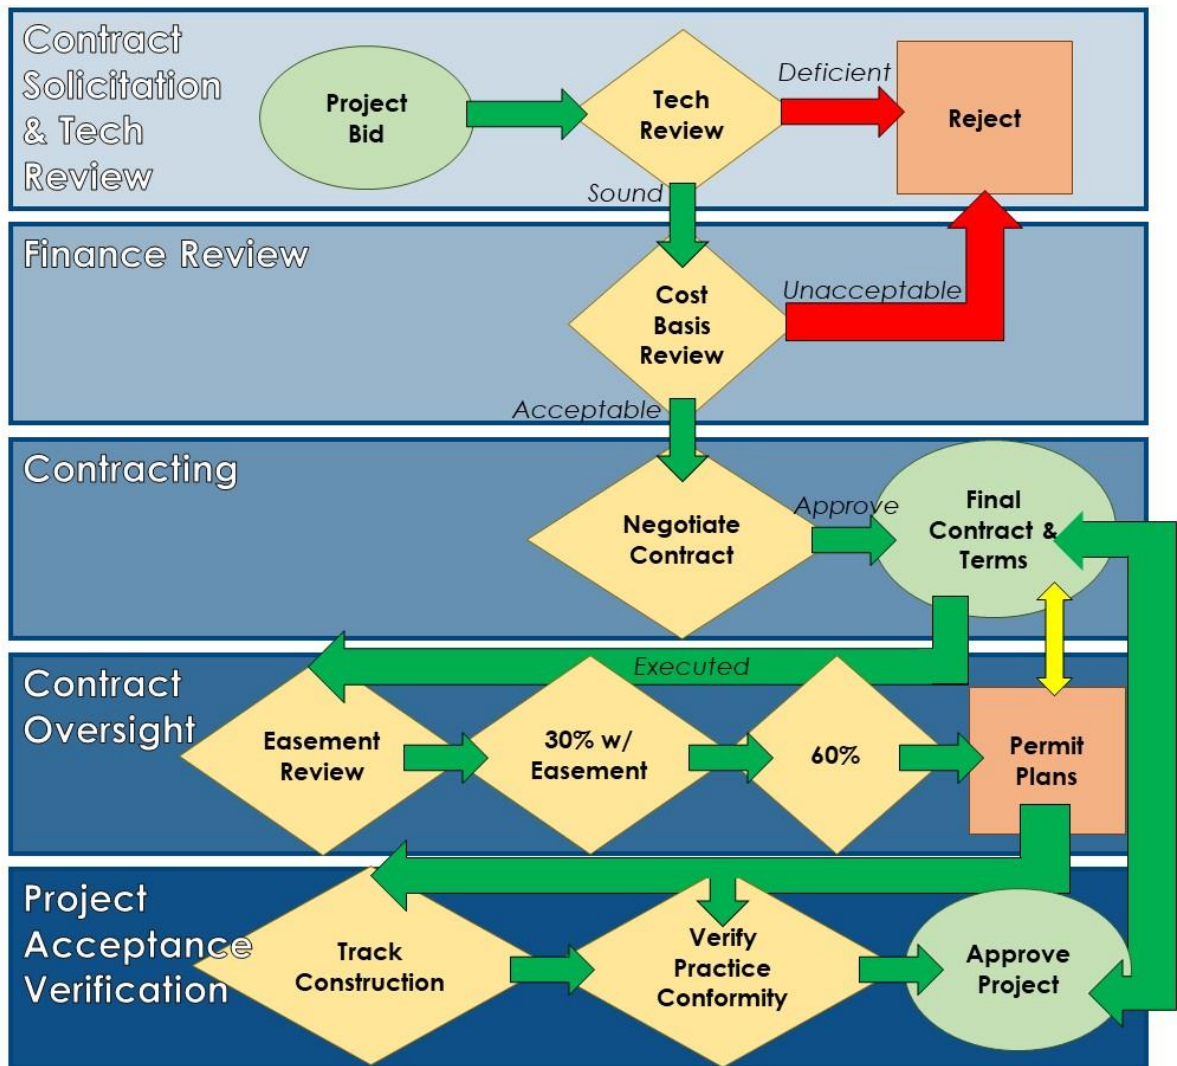 Contract
Solicitation
& Tech
Review
Project
Bid
Tech
Review
Deficient
Reject
Sound
Finance Review
Cost
Basis
Review
Unacceptable
Acceptable
Contracting
Negotiate
Contract
Approve
Final
Contract &
Terms
Executed
Contract
Oversight
Easement
Review
30% w/
Easement
60%
Permit
Plans
Project
Acceptance
Verification
Track
Construction
Verify
Practice
Conformity
Approve
Project